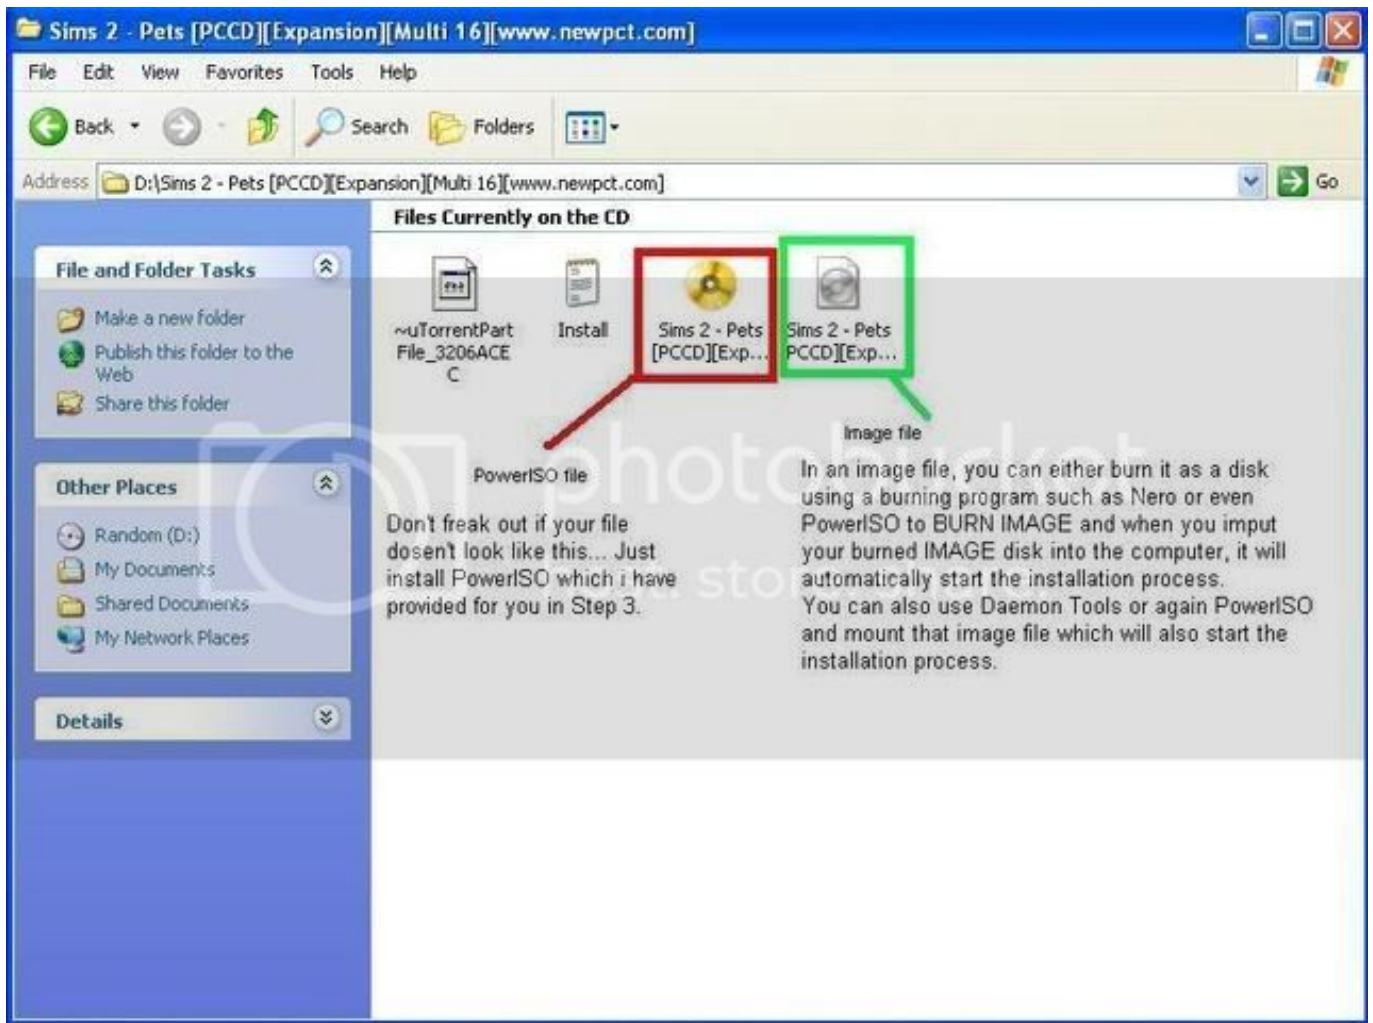 Sims 2 - Pets [PCCD][Expansion][Multi 16][www.newpct.com]
File Edit View Favorites Tools Help
Back Search Folders
Address D:\Sims 2 - Pets [PCCD][Expansion][Multi 16][www.newpct.com] Go
Files Currently on the CD
File and Folder Tasks
Make a new folder
Publish this folder to the
Web
Share this folder
Other Places
Random (D:)
My Documents
Shared Documents
My Network Places
Details
~uTorrentPart
File_3206ACE
C
Install
Sims 2 - Pets
[PCCD][Exp...
Sims 2 - Pets
PCCD][Exp...
PowerISO file
Don't freak out if your file
dosen't look like this... Just
install PowerISO which i have
provided for you in Step 3.
Image file
In an image file, you can either burn it as a disk
using a burning program such as Nero or even
PowerISO to BURN IMAGE and when you imput
your burned IMAGE disk into the computer, it will
automatically start the installation process.
You can also use Daemon Tools or again PowerISO
and mount that image file which will also start the
installation process.
photobucket
host. store. share.